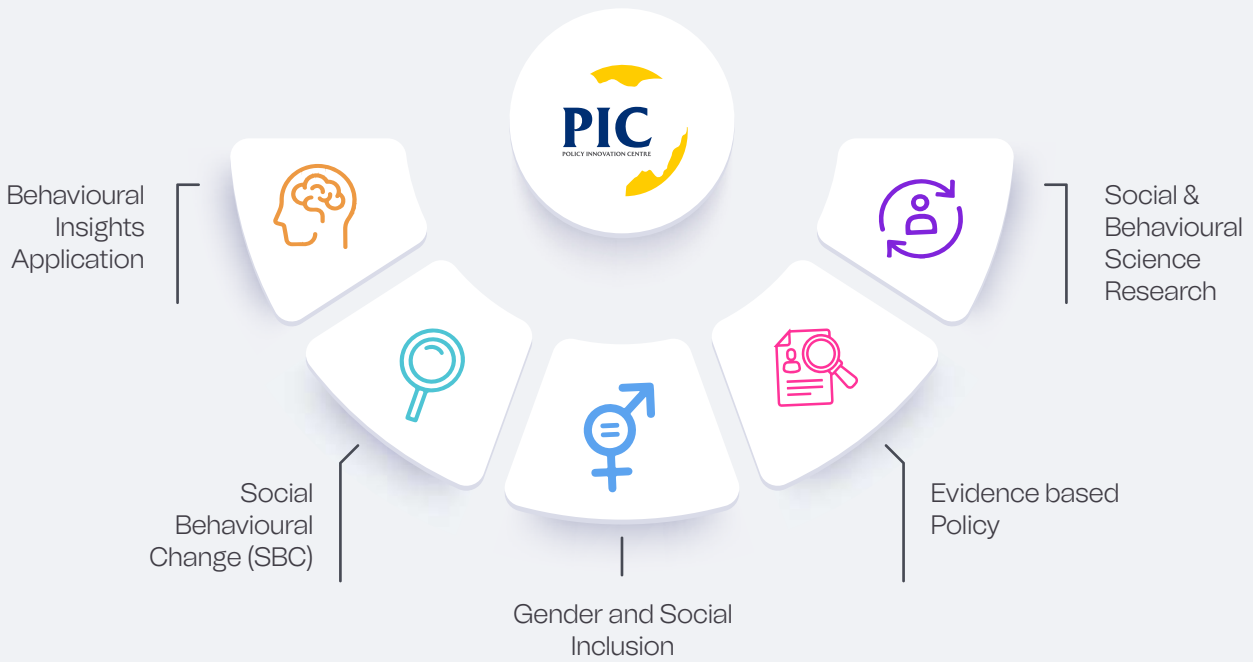 PIC
POLICY INNOVATION CENTRE
Behavioural
Insights
Application
Social
Behavioural
Change (SBC)
Gender and Social
Inclusion
Evidence based
Policy
Social &
Behavioural
Science
Research